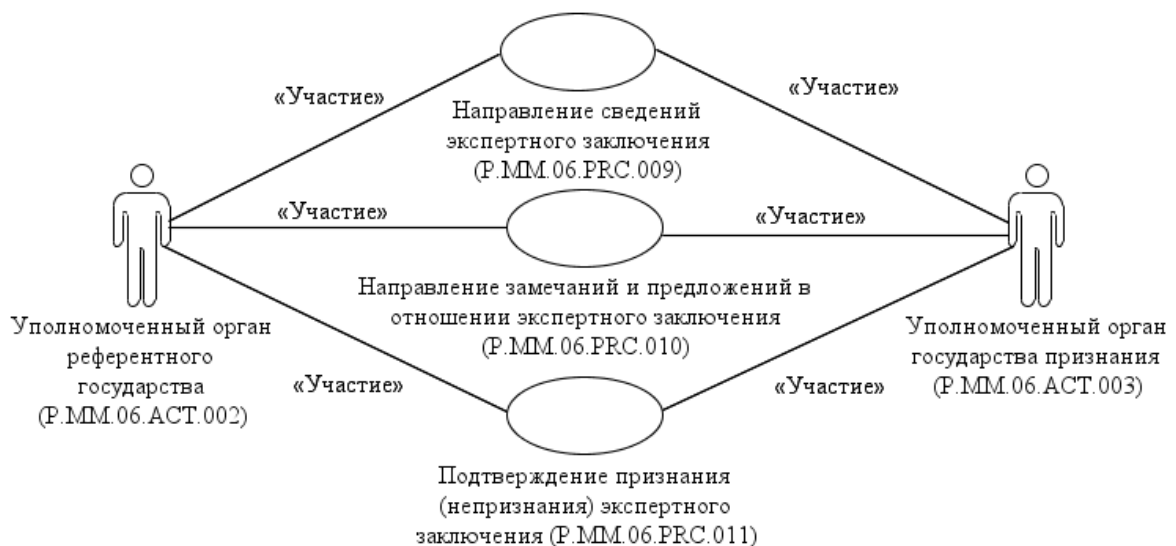 «Участие»
«Участие»
Направление сведений
экспертного заключения
(P.MM.06.PRC.009)
«Участие»
«Участие»
Направление замечаний и предложений в
отношении экспертного заключения
(P.MM.06.PRC.010)
Уполномоченный орган
референтного
государства
(P.MM.06.ACT.002)
Уполномоченный орган
государства признания
(P.MM.06.ACT.003)
«Участие»
«Участие»
Подтверждение признания
(непризнания) экспертного
заключения (P.MM.06.PRC.011)